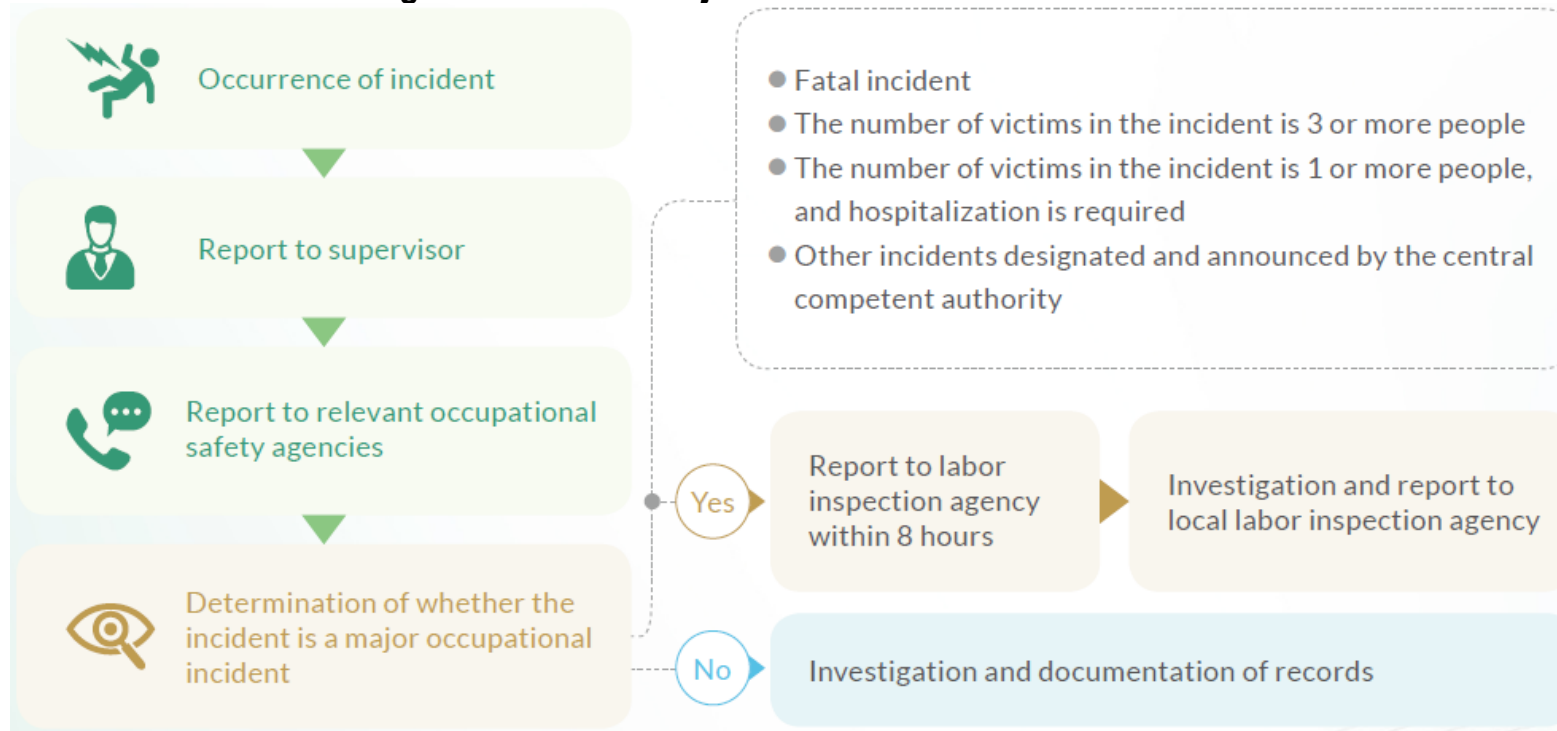 Occurrence of incident
Report to supervisor
Report to relevant occupational
safety agencies
Determination of whether the
incident is a major occupational
incident
Fatal incident
The number of victims in the incident is 3 or more people
The number of victims in the incident is 1 or more people,
and hospitalization is required
Other incidents designated and announced by the central
competent authority
Yes
Report to labor
inspection agency
within 8 hours
Investigation and report to
local labor inspection agency
No
Investigation and documentation of records